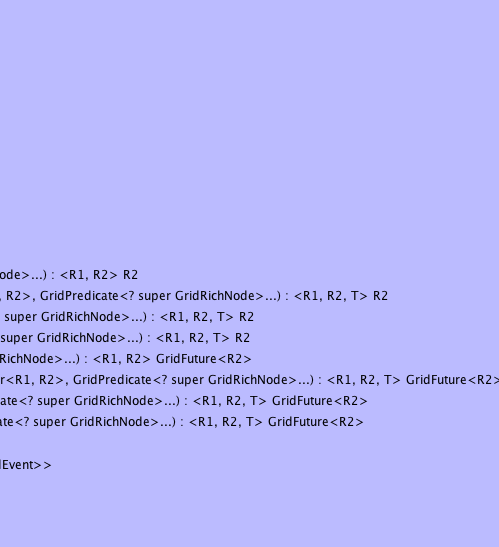 ode>...) : <R1, R2> R2
, R2>, GridPredicate<? super GridRichNode>...) : <R1, R2, T> R2
super GridRichNode>...) : <R1, R2, T> R2
super GridRichNode>...) : <R1, R2, T> R2
RichNode>...) : <R1, R2> GridFuture<R2>
r<R1, R2>, GridPredicate<? super GridRichNode>...) : <R1, R2, T> GridFuture<R2>
ate<? super GridRichNode>...) : <R1, R2, T> GridFuture<R2>
ate<? super GridRichNode>...) : <R1, R2, T> GridFuture<R2>
dEvent>>